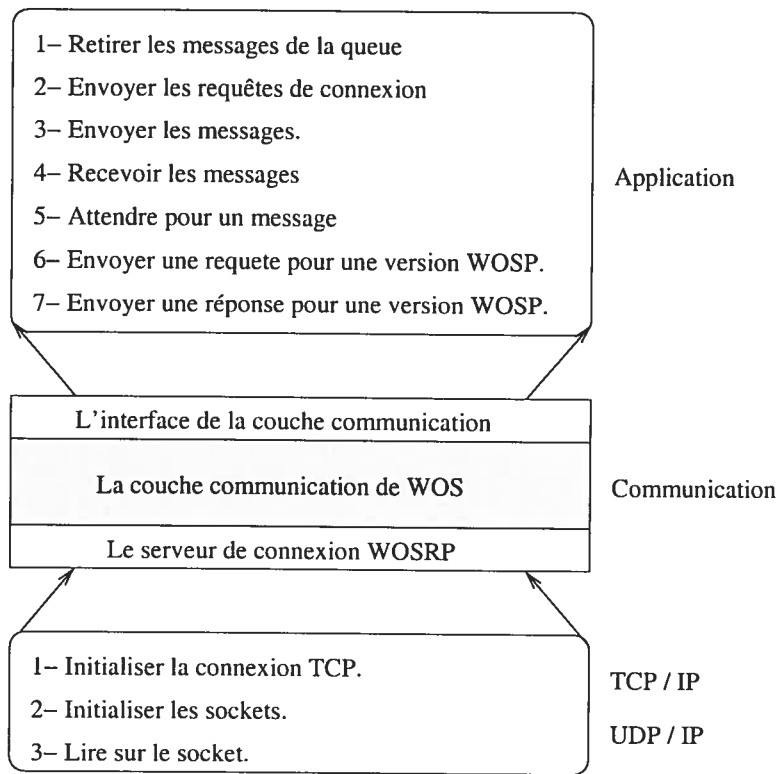 1– Retirer les messages de la queue
2– Envoyer les requêtes de connexion
3– Envoyer les messages.
4– Recevoir les messages
5– Attendre pour un message
6– Envoyer une requete pour une version WOSP.
7– Envoyer une réponse pour une version WOSP.
Application
L'interface de la couche communication
La couche communication de WOS
Communication
Le serveur de connexion WOSRP
1– Initialiser la connexion TCP.
2– Initialiser les sockets.
3– Lire sur le socket.
TCP / IP
UDP / IP